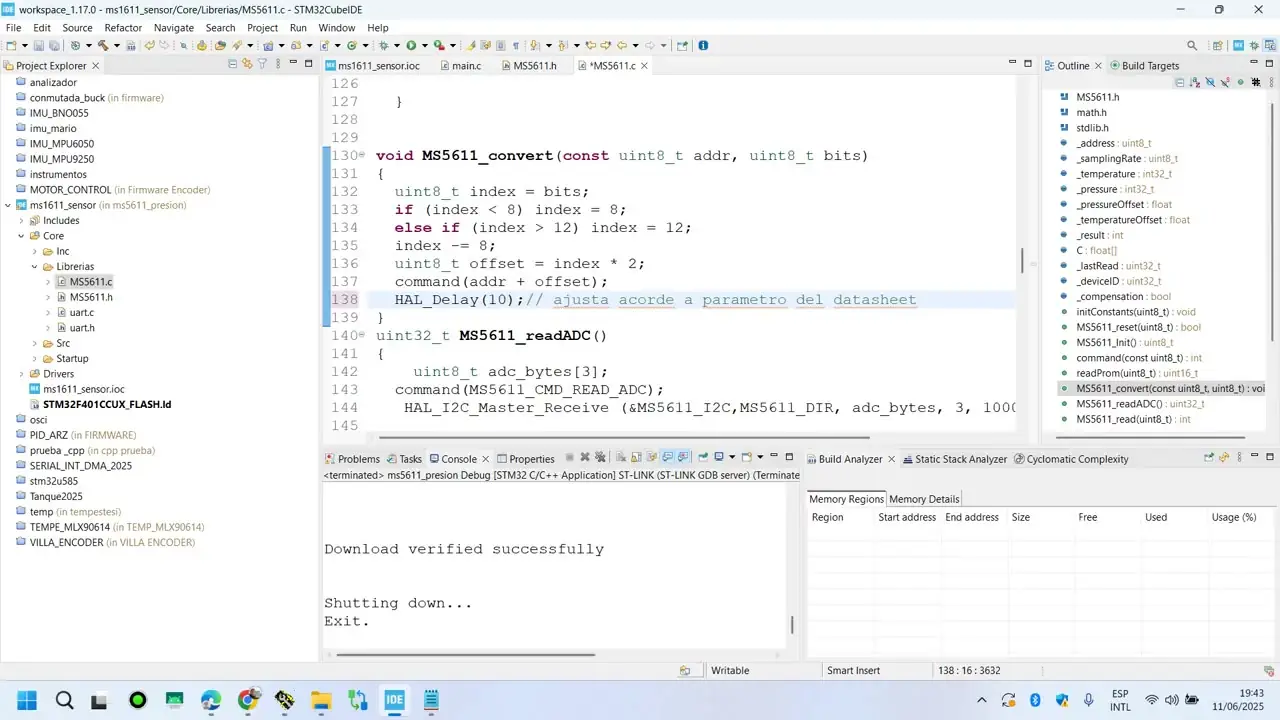 workspace_1.17.0 - ms1611_sensor/Core/Librerias/MS5611.c - STM32CubeIDE
File Edit Source Refactor Navigate Search Project Run Window Help
Project Explorer
analizador
conmutada_buck (in firmware)
IMU_BNO055
imu_mario
IMU_MPU6050
IMU_MPU9250
instrumentos
MOTOR_CONTROL (in Firmware Encoder)
ms1611_sensor (in ms5611_presion)
Includes
Core
Inc
Librerias
MS5611.c
MS5611.h
uart.c
uart.h
Src
Startup
Drivers
ms1611_sensor.ioc
STM32F401CCUX_FLASH.ld
osci
PID_ARZ (in FIRMWARE)
prueba _cpp (in cpp prueba)
SERIAL_INT_DMA_2025
stm32u585
Tanque2025
temp (in tempestesi)
TEMPE_MLX90614 (in TEMP_MLX90614)
VILLA_ENCODER (in VILLA ENCODER)
ms1611_sensor.ioc main.c MS5611.h *MS5611.c
126
127 }
128
129
130 void MS5611_convert(const uint8_t addr, uint8_t bits)
131 {
132 uint8_t index = bits;
133 if (index < 8) index = 8;
134 else if (index > 12) index = 12;
135 index -= 8;
136 uint8_t offset = index * 2;
137 command(addr + offset);
138 HAL_Delay(10);// ajusta acorde a parametro del datasheet
139 }
140 uint32_t MS5611_readADC()
141 {
142 uint8_t adc_bytes[3];
143 command(MS5611_CMD_READ_ADC);
144 HAL_I2C_Master_Receive (&MS5611_I2C,MS5611_DIR, adc_bytes, 3, 1000
145
Outline Build Targets
MS5611.h
math.h
stdlib.h
_address : uint8_t
_samplingRate : uint8_t
_temperature : int32_t
_pressure : int32_t
_pressureOffset : float
_temperatureOffset : float
_result : int
C : float[]
_lastRead : uint32_t
_deviceID : uint32_t
_compensation : bool
initConstants(uint8_t) : void
MS5611_reset(uint8_t) : bool
MS5611_Init() : uint8_t
command(const uint8_t) : int
readProm(uint8_t) : uint16_t
MS5611_convert(const uint8_t, uint8_t) : voi
MS5611_readADC() : uint32_t
MS5611_read(uint8_t) : int
Problems Tasks Console Properties
<terminated> ms5611_presion Debug [STM32 C/C++ Application] ST-LINK (ST-LINK GDB server) (Terminate
Download verified successfully
Shutting down...
Exit.
Build Analyzer Static Stack Analyzer Cyclomatic Complexity
Memory Regions Memory Details
Region Start address End address Size Free Used Usage (%)
Writable Smart Insert 138 : 16 : 3632
IDE
ESP
INTL
19:43
11/06/2025